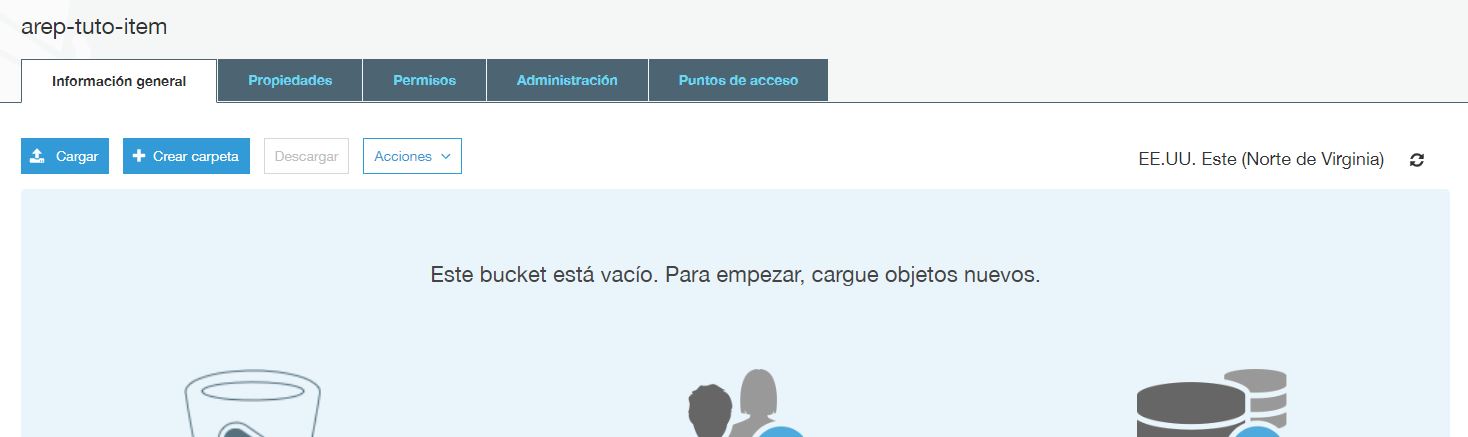 arep-tuto-item
Información general Propiedades Permisos Administración Puntos de acceso
Cargar Crear carpeta Descargar Acciones EE.UU. Este (Norte de Virginia)
Este bucket está vacío. Para empezar, cargue objetos nuevos.